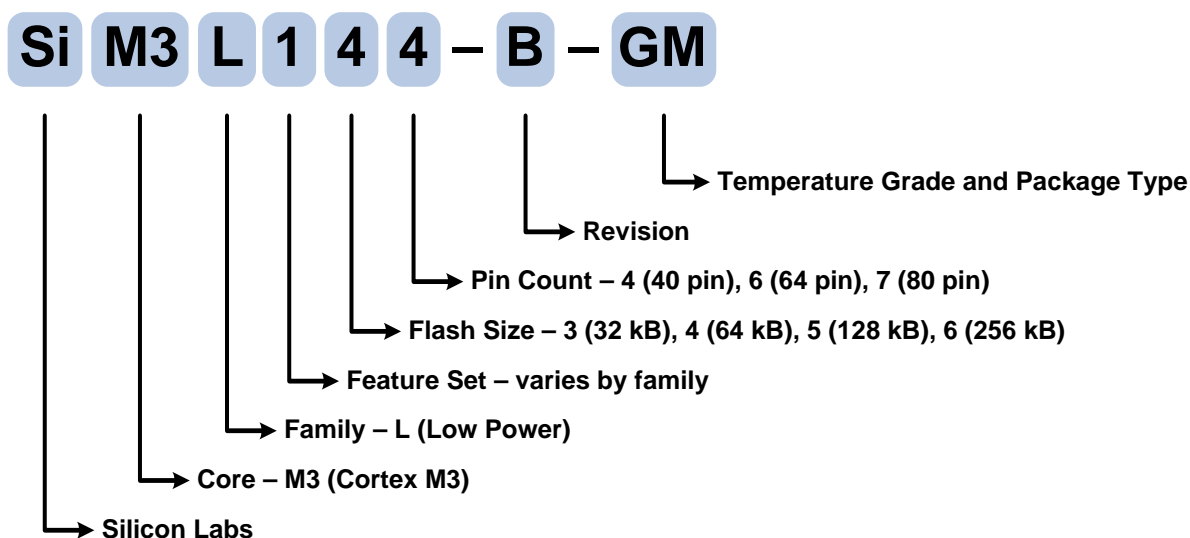 Si M3 L 1 4 4 – B – GM
Temperature Grade and Package Type
Revision
Pin Count – 4 (40 pin), 6 (64 pin), 7 (80 pin)
Flash Size – 3 (32 kB), 4 (64 kB), 5 (128 kB), 6 (256 kB)
Feature Set – varies by family
Family – L (Low Power)
Core – M3 (Cortex M3)
Silicon Labs